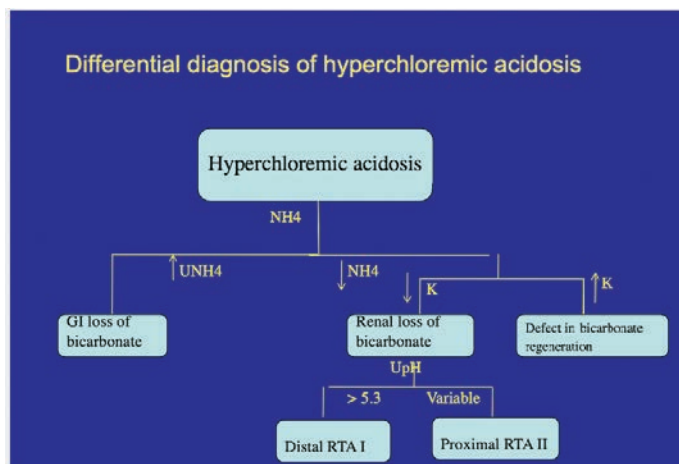 Differential diagnosis of hyperchloremic acidosis
Hyperchloremic acidosis
NH4
↑ UNH4
↓ NH4
↓ K
↑ K
GI loss of
bicarbonate
Renal loss of
bicarbonate
Defect in bicarbonate
regeneration
UpH
> 5.3
Variable
Distal RTA I
Proximal RTA II